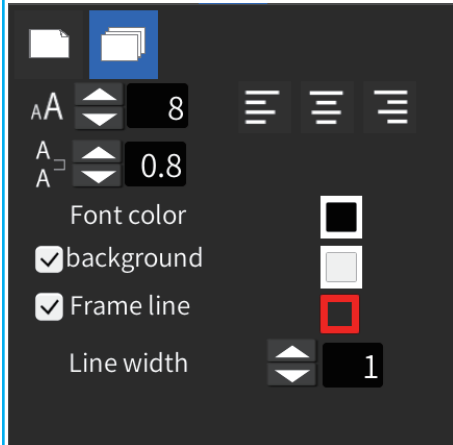 AA 8
A
A 0.8
Font color
background
Frame line
Line width 1